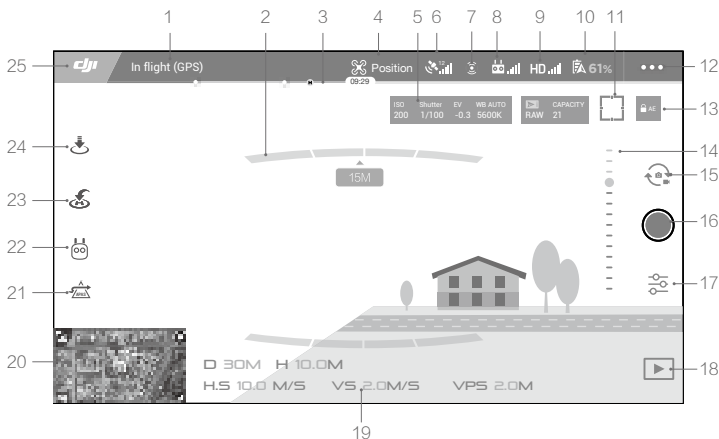 1 2 3 4 5 6 7 8 9 10 11
25 dji In flight (GPS) Position 12 HD 61% 12
H 09:29
ISO Shutter EV WB AUTO CAPACITY
200 1/100 -0.3 5600K RAW 21
AE 13
14
24 15M 15
23
16
22
21 17
20 D 30M H 10.0M 18
H.S 10.0 M/S VS 2.0M/S VPS 2.0M
19